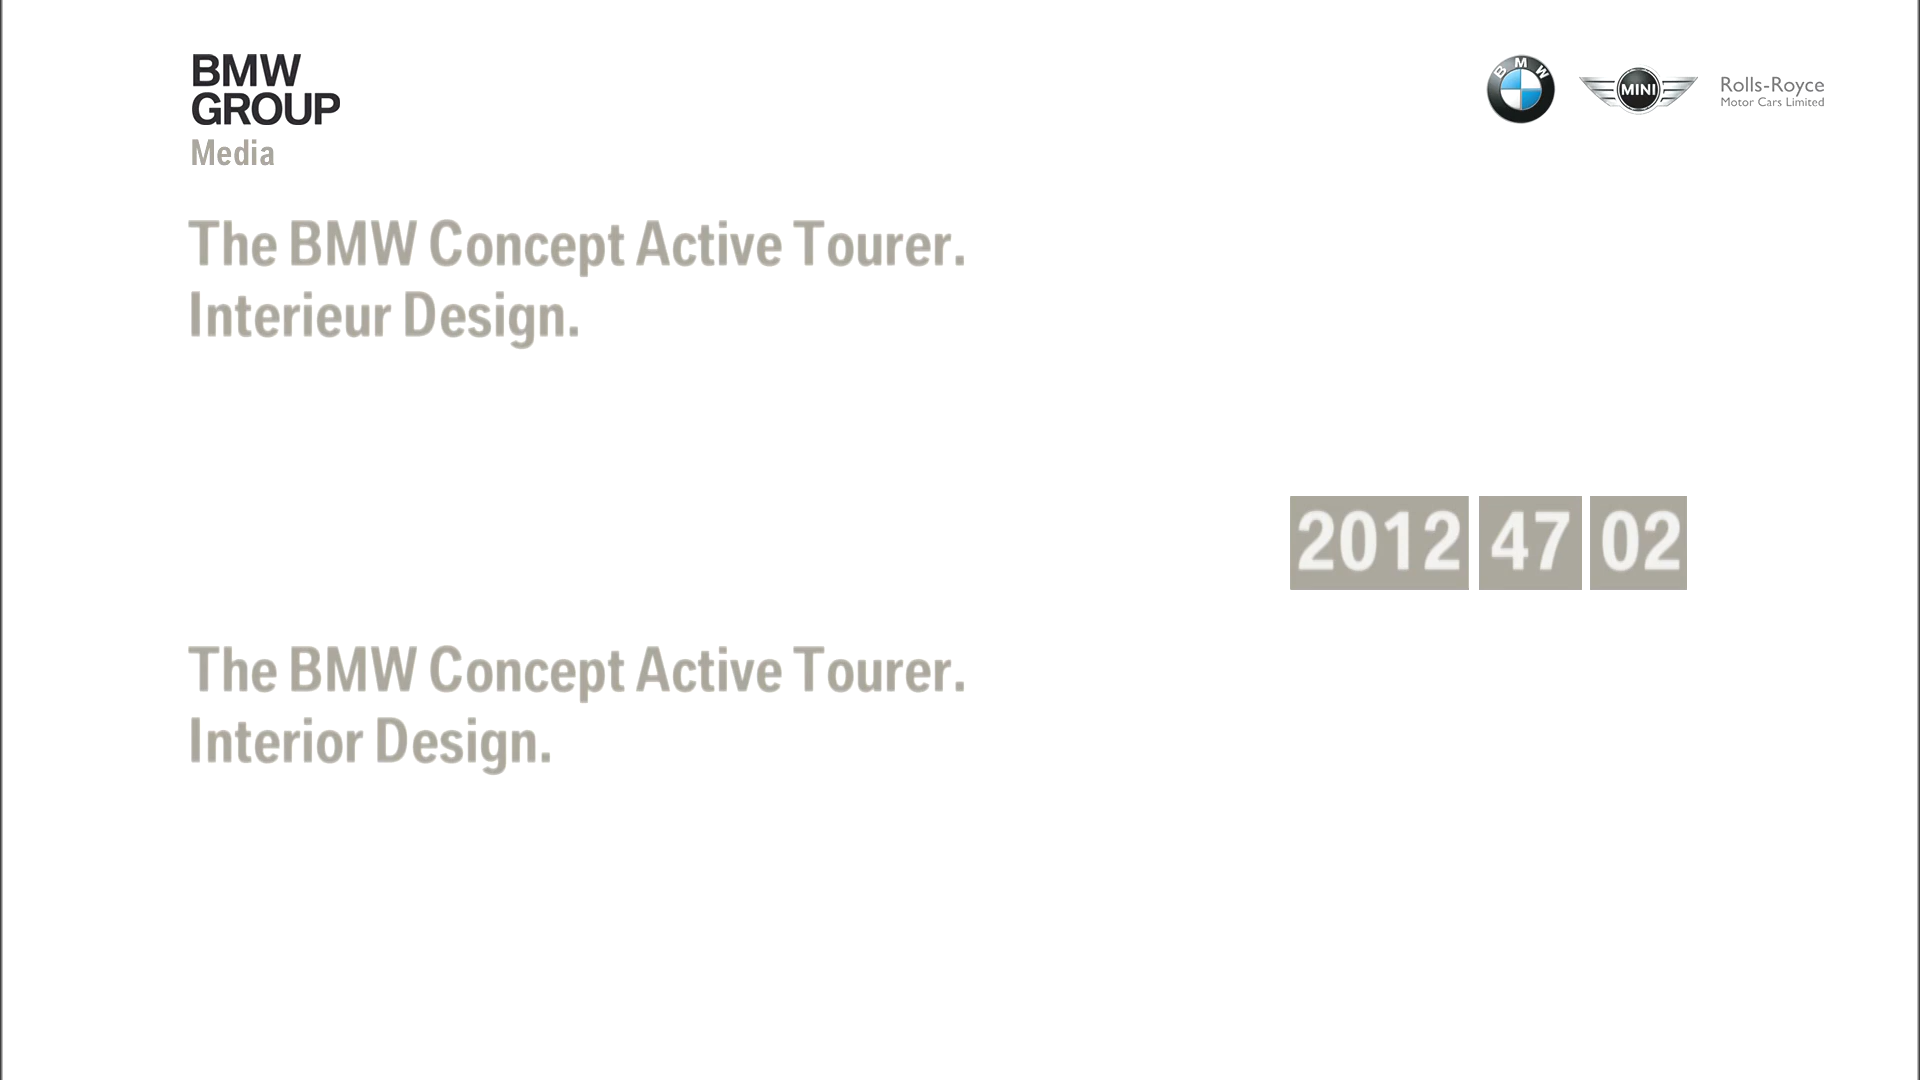 BMW
GROUP
Media
BMW
MINI
Rolls-Royce
Motor Cars Limited
The BMW Concept Active Tourer.
Interieur Design.
2012 47 02
The BMW Concept Active Tourer.
Interior Design.